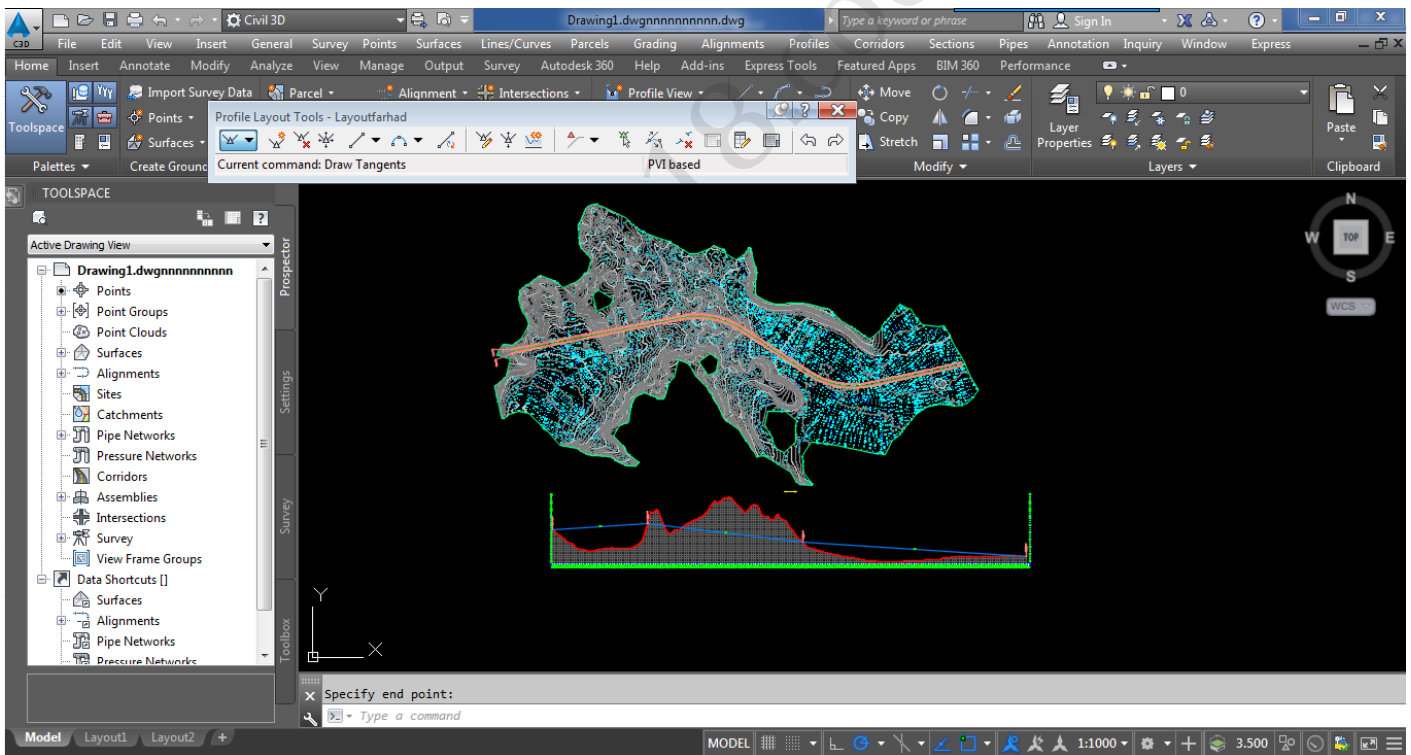 Civil 3D
Drawing1.dwgnnnnnnnnnn.dwg
Type a keyword or phrase
Sign In
C3D
File Edit View Insert General Survey Points Surfaces Lines/Curves Parcels Grading Alignments Profiles Corridors Sections Pipes Annotation Inquiry Window Express
Home Insert Annotate Modify Analyze View Manage Output Survey Autodesk 360 Help Add-ins Express Tools Featured Apps BIM 360 Performance
Import Survey Data Parcel Alignment Intersections Profile View Move 0
Profile Layout Tools - Layoutfarhad
Toolspace Points Copy Layer Properties Paste
Surfaces Stretch
Current command: Draw Tangents PVI based
Palettes Create Ground Modify Layers Clipboard
TOOLSPACE
Active Drawing View
Drawing1.dwgnnnnnnnnnn
Points
Point Groups
Point Clouds
Surfaces
Alignments
Sites
Catchments
Pipe Networks
Pressure Networks
Corridors
Assemblies
Intersections
Survey
View Frame Groups
Data Shortcuts []
Surfaces
Alignments
Pipe Networks
Pressure Networks
Prospector
Settings
Survey
Toolbox
N
W TOP E
S
WCS
Y
X
Specify end point:
Type a command
Model Layout1 Layout2 +
MODEL 1:1000 3.500